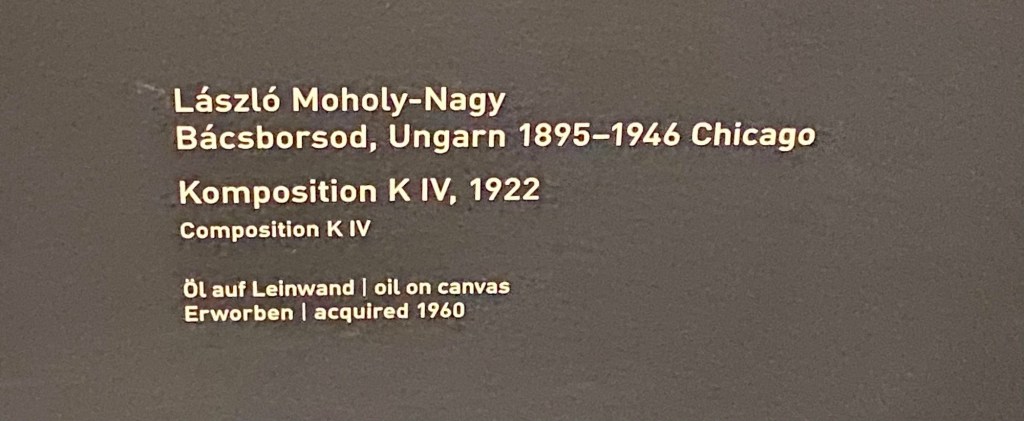 László Moholy-Nagy
Bácsborsod, Ungarn 1895–1946 Chicago
Komposition K IV, 1922
Composition K IV
Öl auf Leinwand | oil on canvas
Erworben | acquired 1960